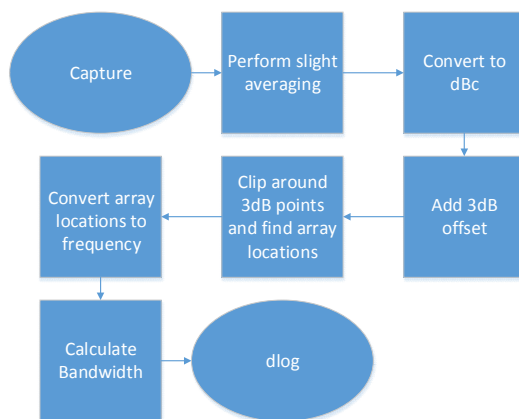 Capture
Perform slight
averaging
Convert to
dBc
Add 3dB
offset
Clip around
3dB points
and find array
locations
Convert array
locations to
frequency
Calculate
Bandwidth
dlog